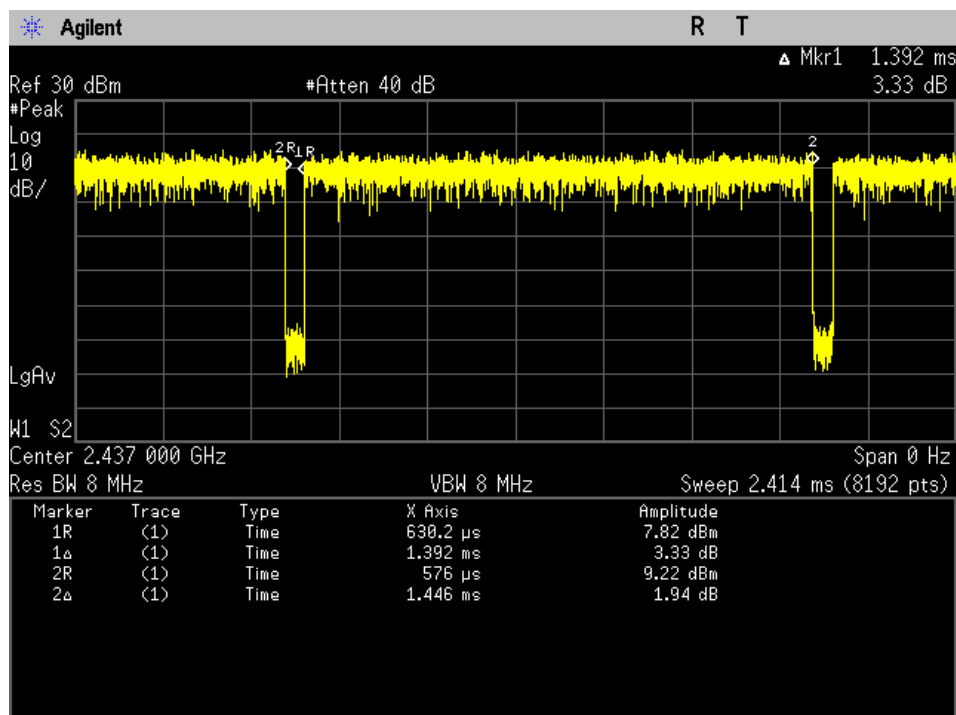 Agilent R T
Δ Mkr1 1.392 ms
Ref 30 dBm #Atten 40 dB 3.33 dB
#Peak
Log
10
dB/
2R 1R 2
LgAv
W1 S2
Center 2.437 000 GHz Span 0 Hz
Res BW 8 MHz VBW 8 MHz Sweep 2.414 ms (8192 pts)
Marker Trace Type X Axis Amplitude
1R (1) Time 630.2 µs 7.82 dBm
1Δ (1) Time 1.392 ms 3.33 dB
2R (1) Time 576 µs 9.22 dBm
2Δ (1) Time 1.446 ms 1.94 dB